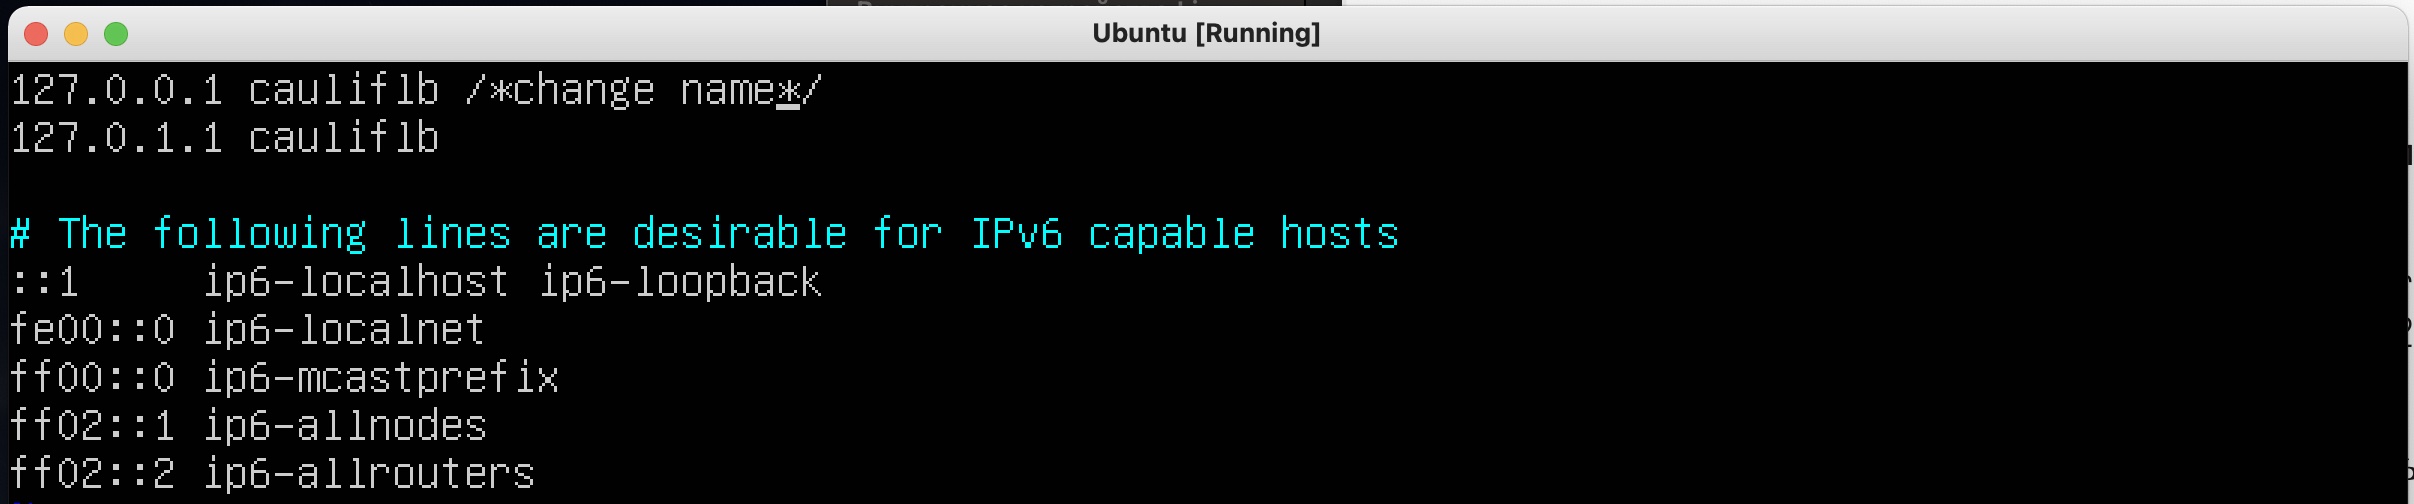 Ubuntu [Running]
127.0.0.1 cauliflb /*change name*/
127.0.1.1 cauliflb
# The following lines are desirable for IPv6 capable hosts
::1     ip6-localhost ip6-loopback
fe00::0 ip6-localnet
ff00::0 ip6-mcastprefix
ff02::1 ip6-allnodes
ff02::2 ip6-allrouters